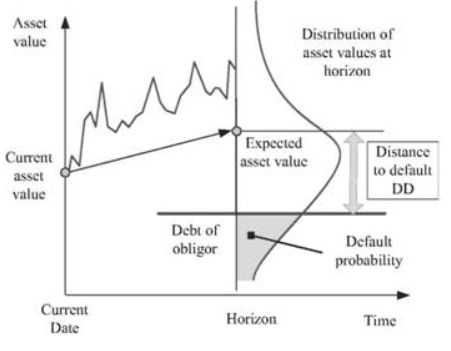 Asset
value
Distribution of
asset values at
horizon
Expected
asset value
Current
asset
value
Distance
to default
DD
Debt of
obligor
Default
probability
Current
Date
Horizon
Time